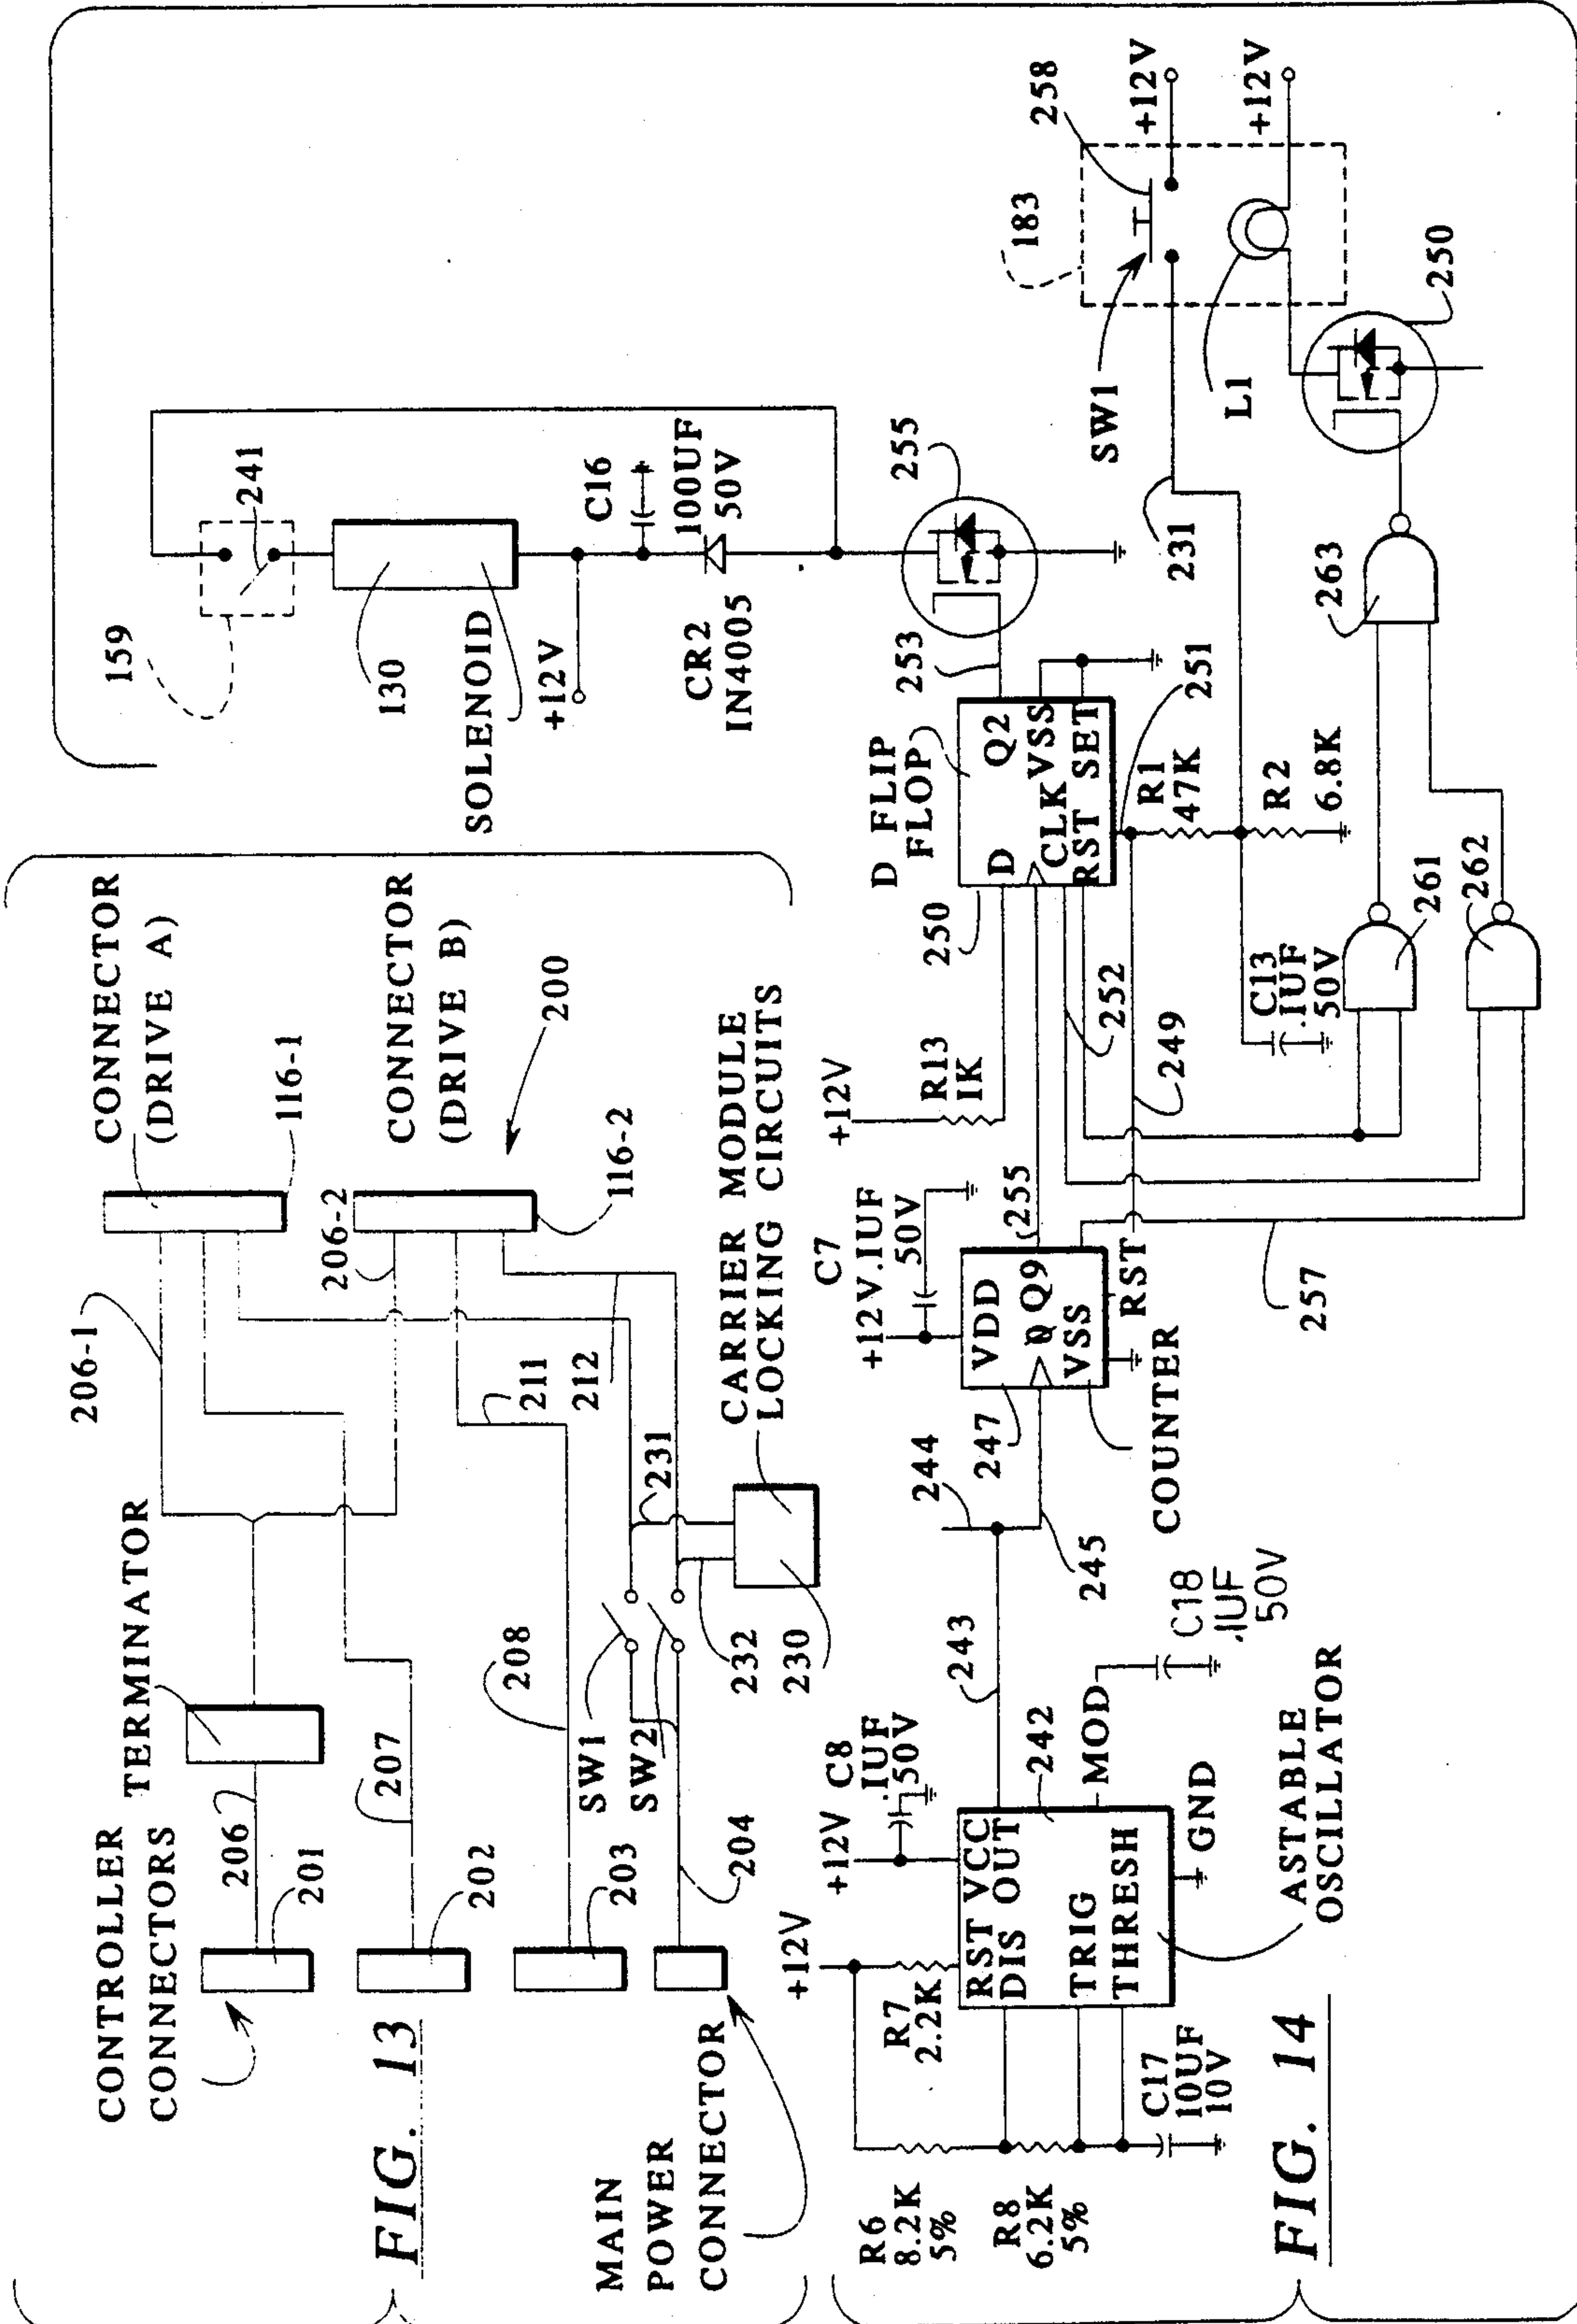 CONTROLLER
CONNECTORS
TERMINATOR
206
201
207
202
208
203
204
206-1
206-2
CONNECTOR
(DRIVE A)
116-1
CONNECTOR
(DRIVE B)
116-2
200
211
212
SW1
SW2
231
232
230
CARRIER MODULE
LOCKING CIRCUITS
MAIN
POWER
CONNECTOR
FIG. 13
159
241
130
SOLENOID
+12V
C16
100UF
50V
CR2
IN4005
255
253
D FLIP
FLOP
250
D
Q2
CLK
VSS
RST
SET
251
R1
47K
R2
6.8K
231
SW1
183
258
+12V
+12V
L1
250
263
261
262
C13
.1UF
50V
249
252
R13
1K
+12V
255
257
C7
.1UF
50V
+12V
VDD
Q
Q9
VSS
RST
247
COUNTER
244
245
243
C18
.1UF
50V
MOD
242
C8
.1UF
50V
+12V
+12V
RST
VCC
DIS
OUT
TRIG
THRESH
GND
ASTABLE
OSCILLATOR
R7
2.2K
C17
10UF
10V
R6
8.2K
5%
R8
6.2K
5%
FIG. 14